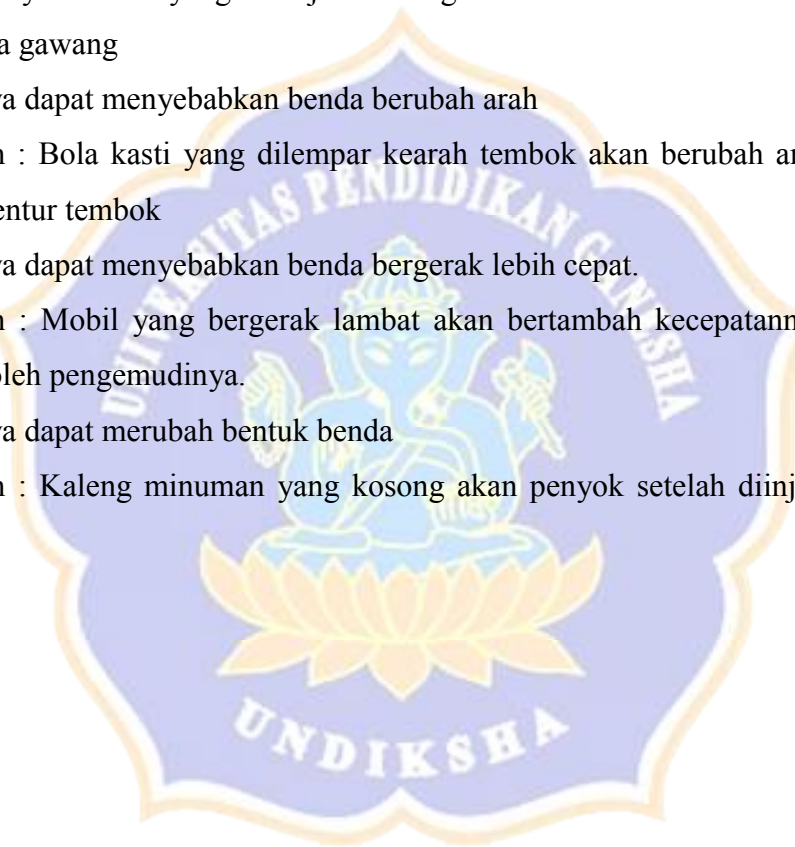 a gawang
a dapat menyebabkan benda berubah arah
: Bola kasti yang dilempar kearah tembok akan berubah
entur tembok
a dapat menyebabkan benda bergerak lebih cepat.
: Mobil yang bergerak lambat akan bertambah kecepatann
oleh pengemudinya.
a dapat merubah bentuk benda
: Kaleng minuman yang kosong akan penyok setelah diinj
UNIVERSITAS PENDIDIKAN GANESHA
UNDIKSHA